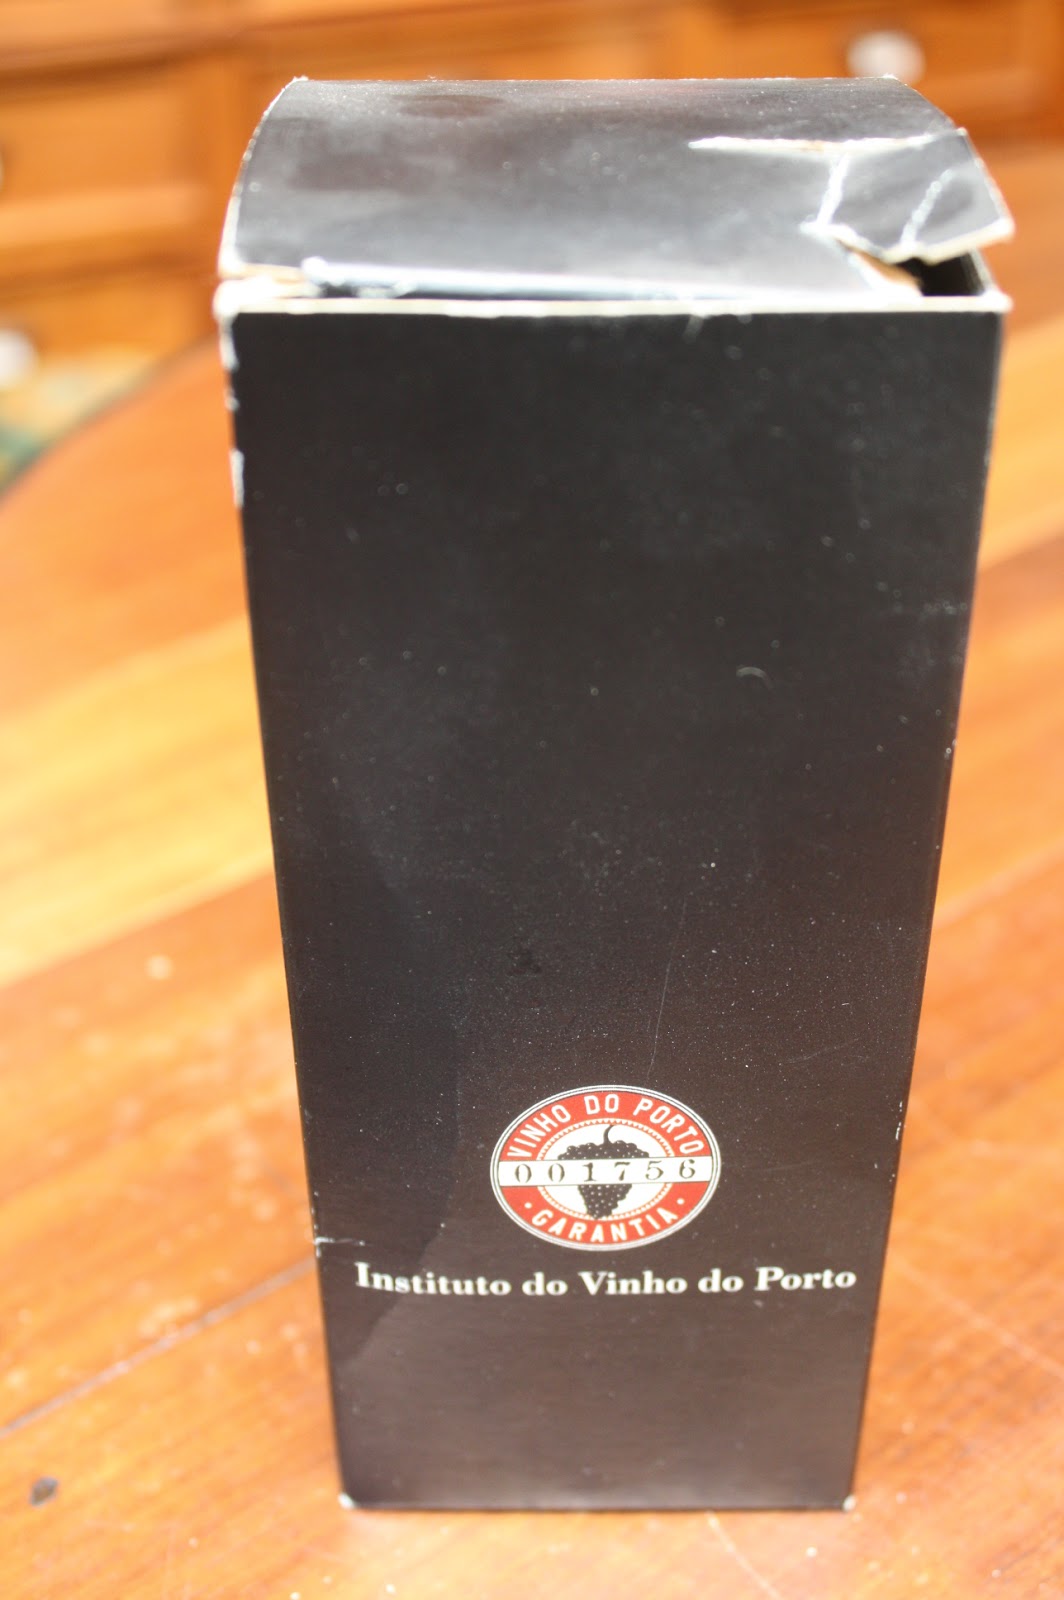 VINHO DO PORTO
001756
· GARANTIA ·
Instituto do Vinho do Porto